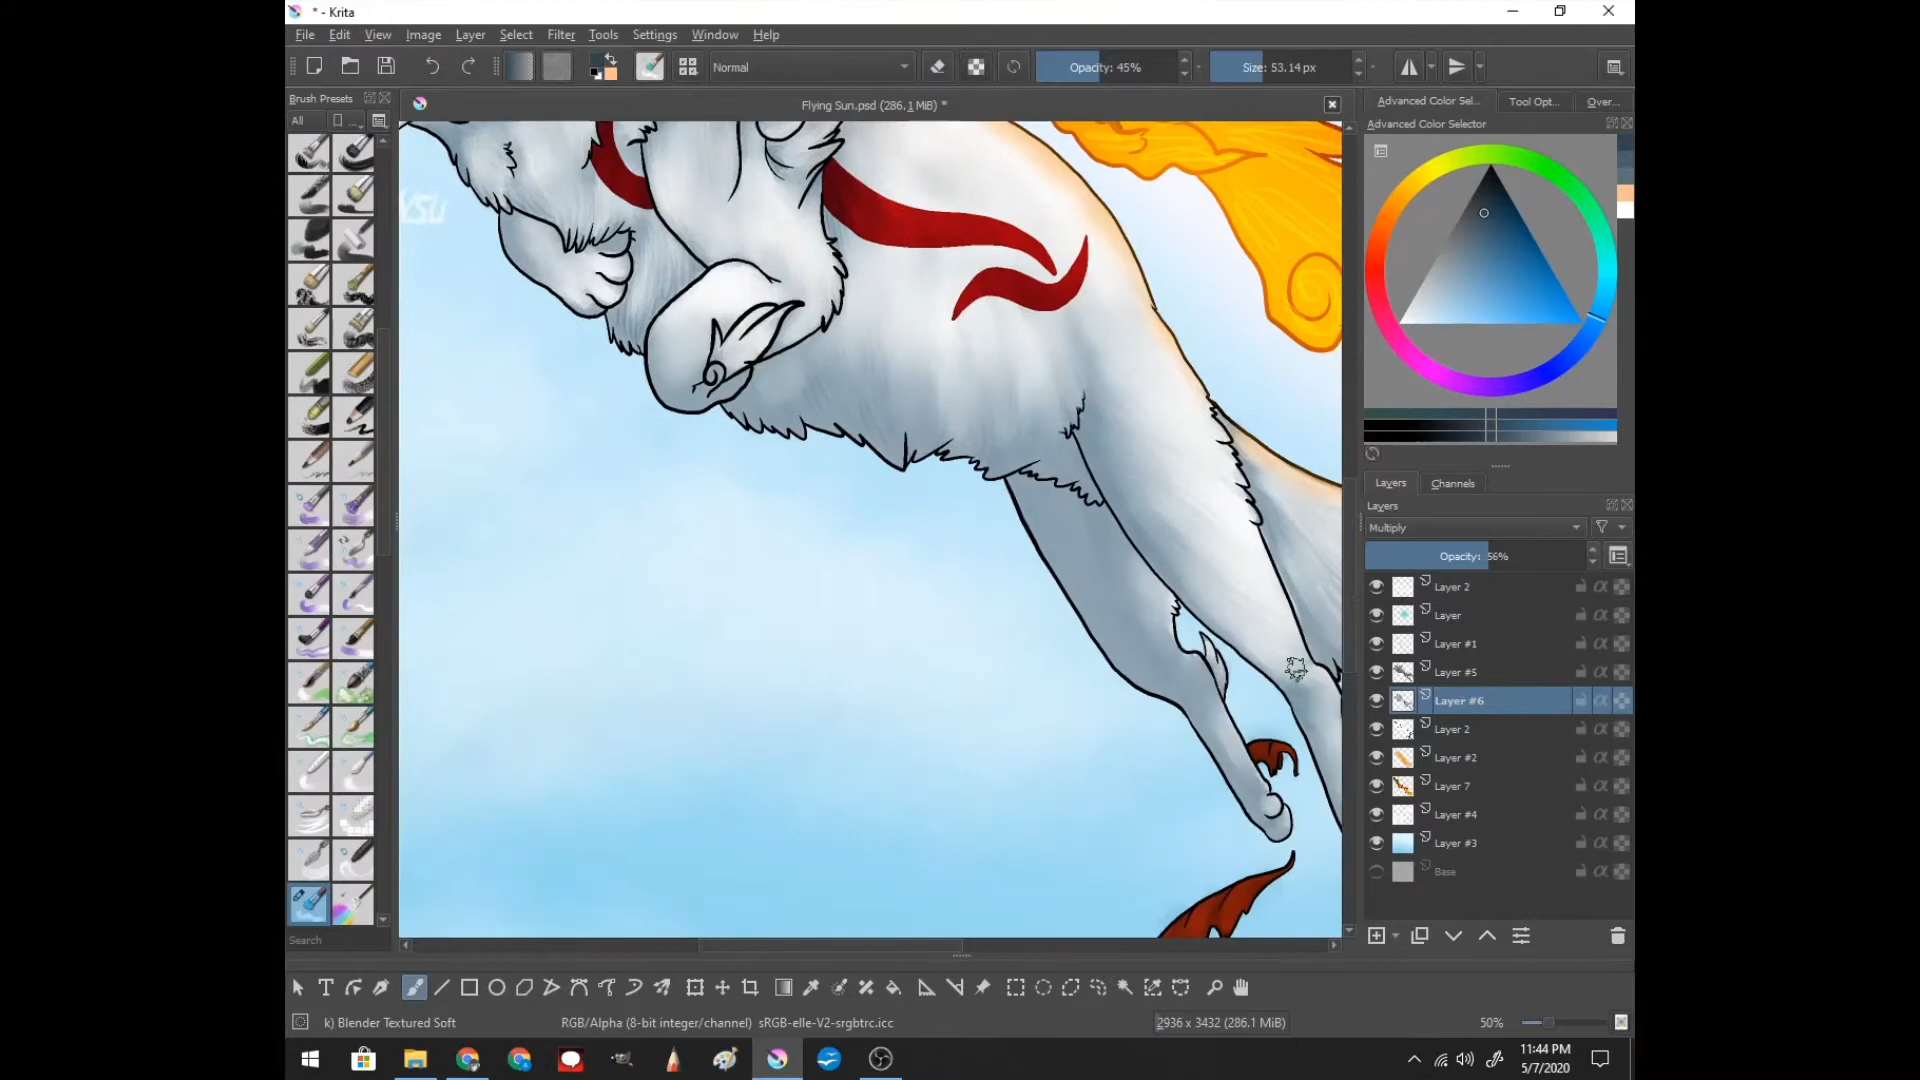 * - Krita
File Edit View Image Layer Select Filter Tools Settings Window Help
Normal
Opacity: 45%
Size: 53.14 px
Brush Presets
Flying Sun.psd (286.1 MiB) *
Advanced Color Sel... Tool Opt... Over...
All
Advanced Color Selector
Layers Channels
Layers
Multiply
Opacity: 56%
Layer 2
Layer
Layer #1
Layer #5
Layer #6
Layer 2
Layer #2
Layer 7
Layer #4
Layer #3
Base
Search
k) Blender Textured Soft
RGB/Alpha (8-bit integer/channel) sRGB-elle-V2-srgbtrc.icc
2936 x 3432 (286.1 MiB)
50%
11:44 PM
5/7/2020